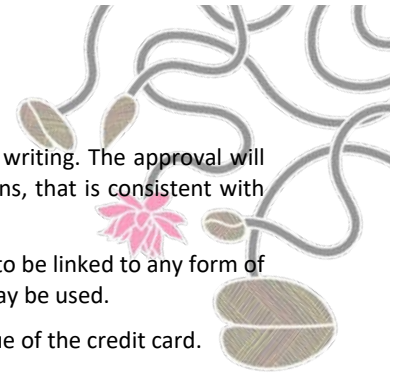 writing. The approval will
ns, that is consistent with
to be linked to any form of
ay be used.
ue of the credit card.